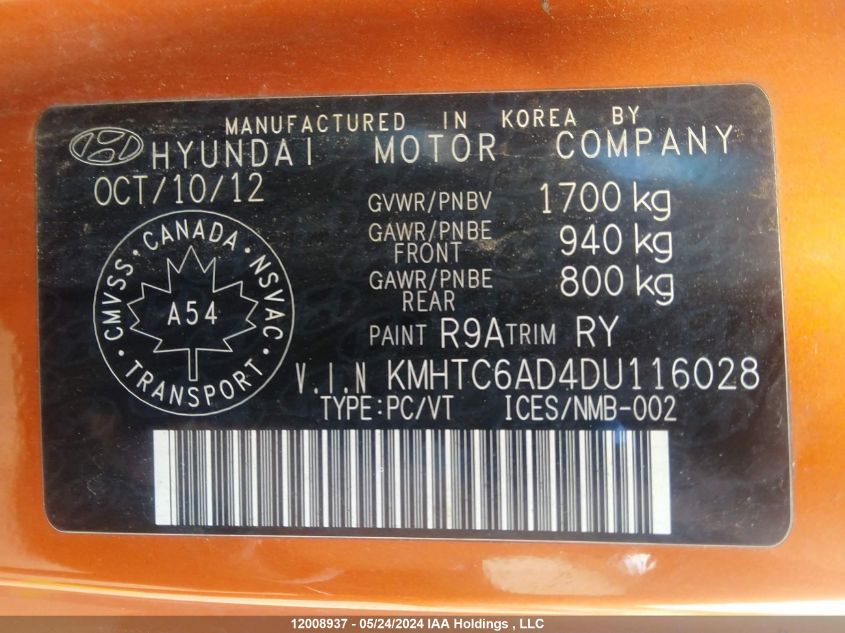 MANUFACTURED IN KOREA BY
HYUNDAI MOTOR COMPANY
OCT/10/12
GVWR/PNBV 1700 kg
GAWR/PNBE FRONT 940 kg
GAWR/PNBE REAR 800 kg
CMVSS · CANADA · NSVAC
A54
· TRANSPORT ·
PAINT R9A TRIM RY
V.I.N KMHTC6AD4DU116028
TYPE:PC/VT ICES/NMB-002
12008937 - 05/24/2024 IAA Holdings , LLC